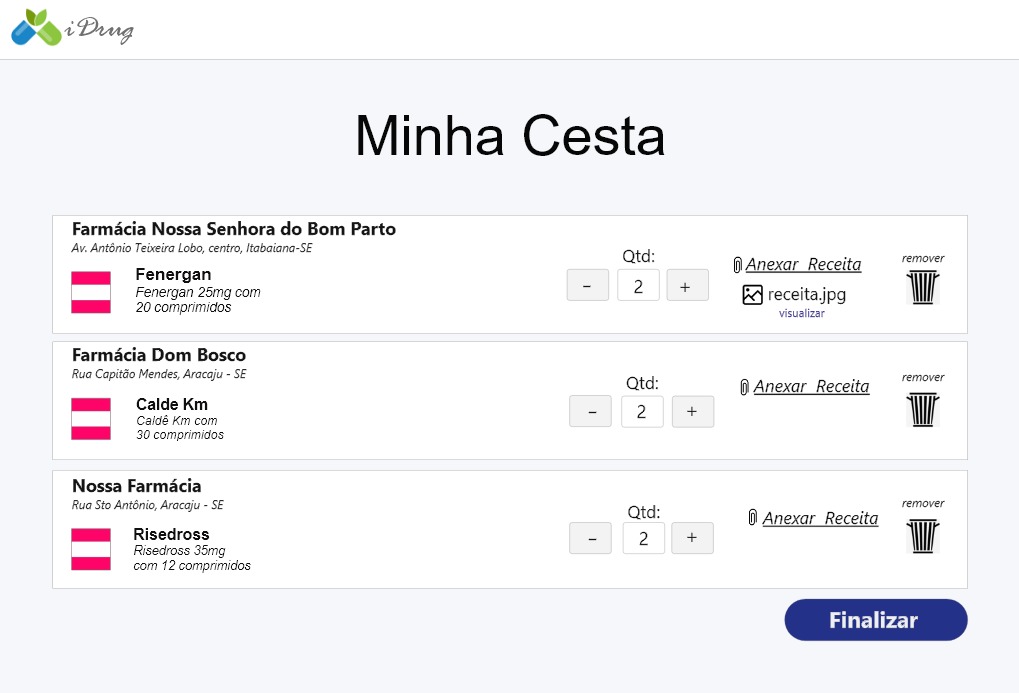 i Drug
Minha Cesta
Farmácia Nossa Senhora do Bom Parto
Av. Antônio Teixeira Lobo, centro, Itabaiana-SE
Fenergan
Fenergan 25mg com
20 comprimidos
Qtd:
- 2 +
Anexar Receita
receita.jpg
visualizar
remover
Farmácia Dom Bosco
Rua Capitão Mendes, Aracaju - SE
Calde Km
Caldê Km com
30 comprimidos
Qtd:
- 2 +
Anexar Receita
remover
Nossa Farmácia
Rua Sto Antônio, Aracaju - SE
Risedross
Risedross 35mg
com 12 comprimidos
Qtd:
- 2 +
Anexar Receita
remover
Finalizar